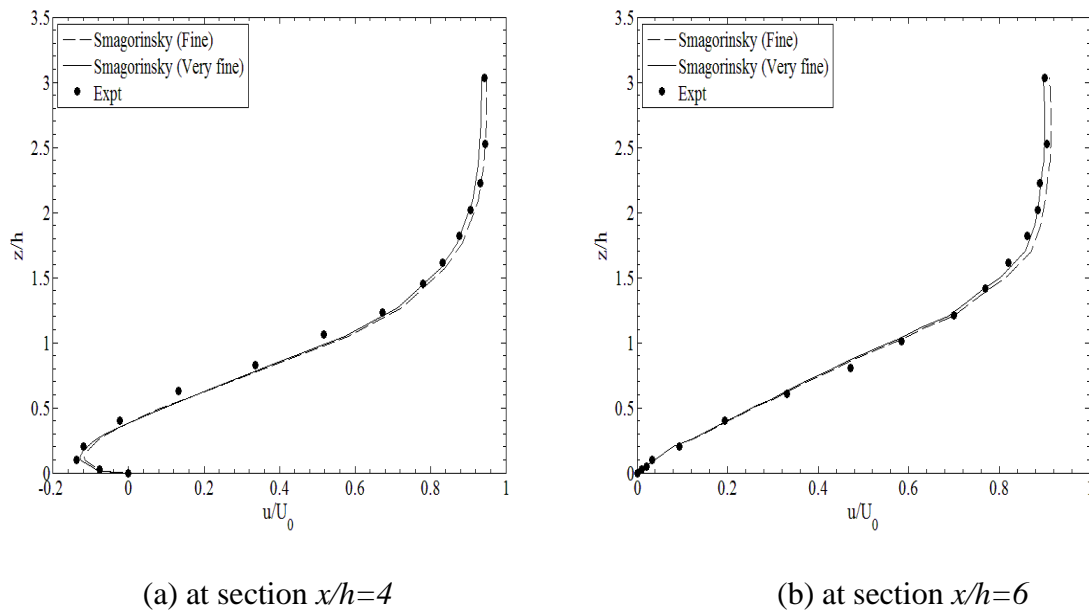 3.5
3
2.5
2
1.5
1
0.5
0
z/h
Smagorinsky (Fine)
Smagorinsky (Very fine)
Expt
-0.2 0 0.2 0.4 0.6 0.8 1
u/U0
(a) at section x/h=4
3.5
3
2.5
2
1.5
1
0.5
0
z/h
Smagorinsky (Fine)
Smagorinsky (Very fine)
Expt
0 0.2 0.4 0.6 0.8 1
u/U0
(b) at section x/h=6